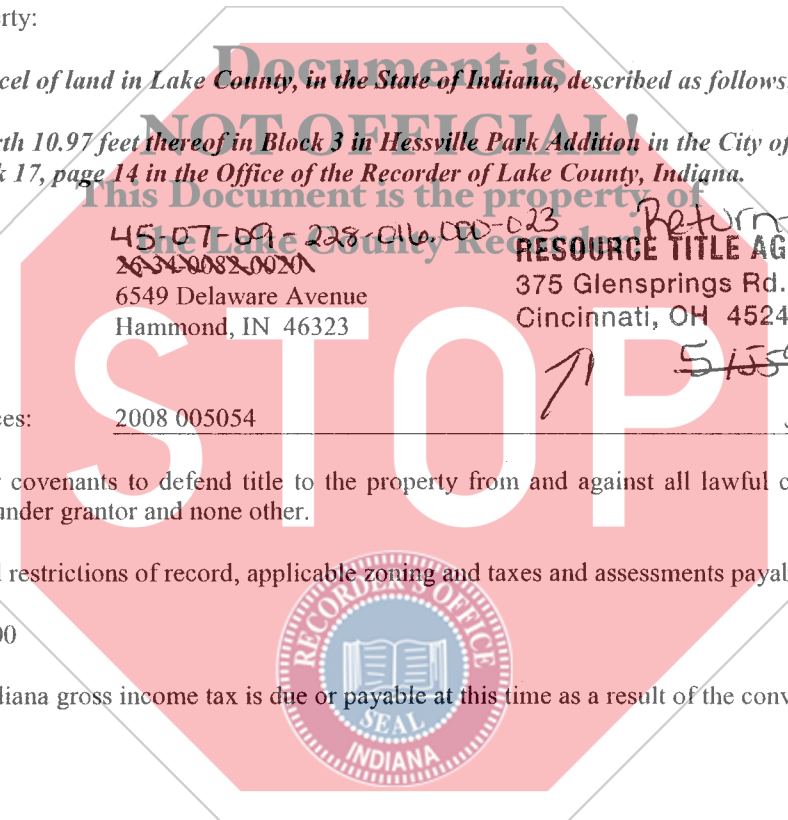 erty:
Document is
cel of land in Lake County, in the State of Indiana, described as follows
NOT OFFICIAL!
rth 10.97 feet thereof in Block 3 in Hessville Park Addition in the City of
k 17, page 14 in the Office of the Recorder of Lake County, Indiana.
This Document is the property of
the Lake County Recorder!
45-07-09-228-016.000-023
Return
26-34-0082-0020
RESOURCE TITLE AG
6549 Delaware Avenue
375 Glensprings Rd.
Hammond, IN 46323
Cincinnati, OH 4524
STOP
ces: 2008 005054
covenants to defend title to the property from and against all lawful c
under grantor and none other.
l restrictions of record, applicable zoning and taxes and assessments payal
00
diana gross income tax is due or payable at this time as a result of the conv
RECORDER'S OFFICE
SEAL
INDIANA